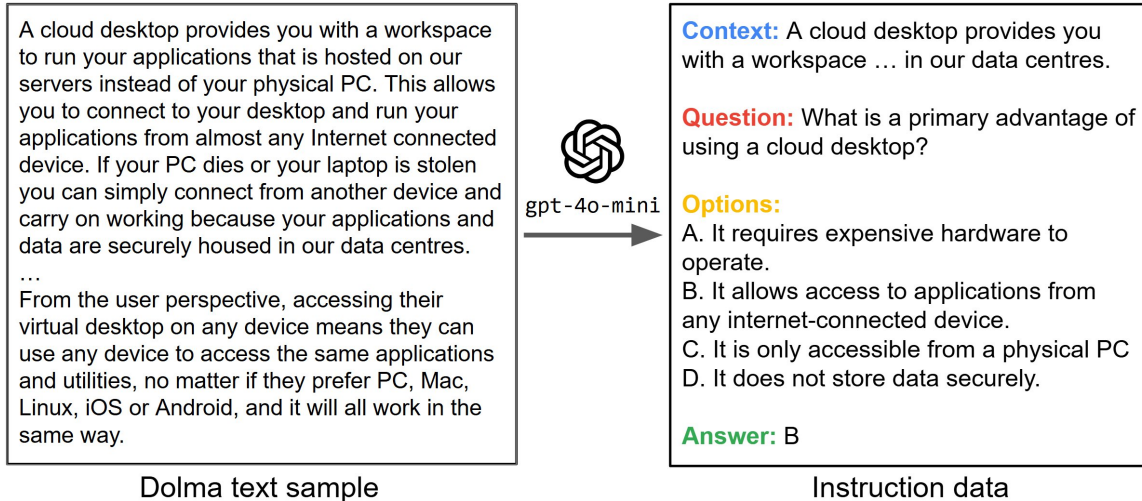 A cloud desktop provides you with a workspace
to run your applications that is hosted on our
servers instead of your physical PC. This allows
you to connect to your desktop and run your
applications from almost any Internet connected
device. If your PC dies or your laptop is stolen
you can simply connect from another device and
carry on working because your applications and
data are securely housed in our data centres.
…
From the user perspective, accessing their
virtual desktop on any device means they can
use any device to access the same applications
and utilities, no matter if they prefer PC, Mac,
Linux, iOS or Android, and it will all work in the
same way.
Dolma text sample
gpt-4o-mini
Context: A cloud desktop provides you
with a workspace … in our data centres.
Question: What is a primary advantage of
using a cloud desktop?
Options:
A. It requires expensive hardware to
operate.
B. It allows access to applications from
any internet-connected device.
C. It is only accessible from a physical PC
D. It does not store data securely.
Answer: B
Instruction data